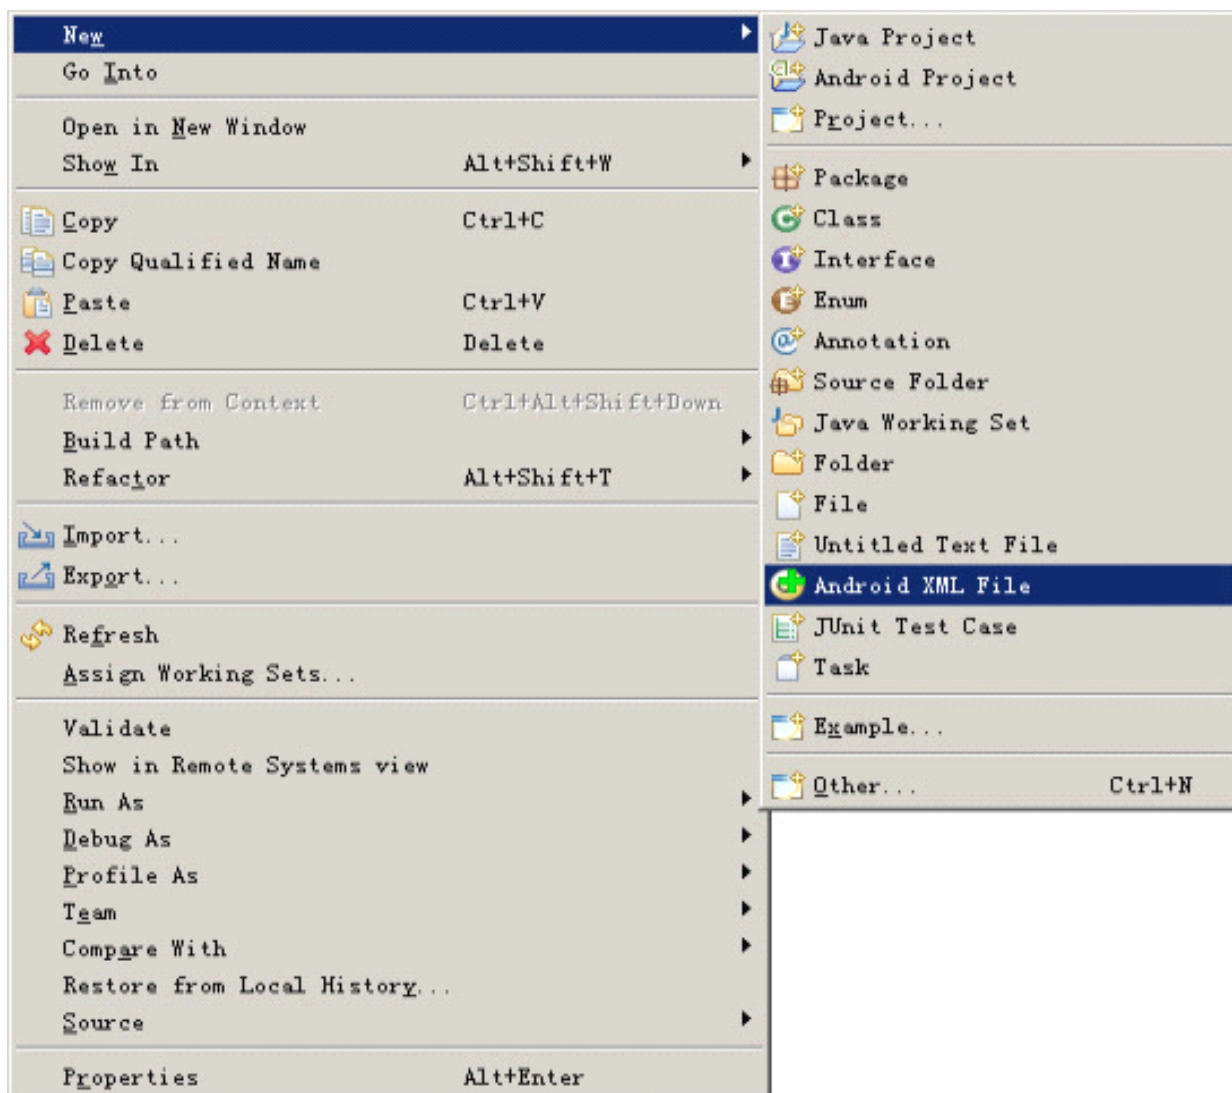 New
Go Into
Open in New Window
Show In Alt+Shift+W
Copy Ctrl+C
Copy Qualified Name
Paste Ctrl+V
Delete Delete
Remove from Context Ctrl+Alt+Shift+Down
Build Path
Refactor Alt+Shift+T
Import...
Export...
Refresh
Assign Working Sets...
Validate
Show in Remote Systems view
Run As
Debug As
Profile As
Team
Compare With
Restore from Local History...
Source
Properties Alt+Enter
Java Project
Android Project
Project...
Package
Class
Interface
Enum
Annotation
Source Folder
Java Working Set
Folder
File
Untitled Text File
Android XML File
JUnit Test Case
Task
Example...
Other... Ctrl+N